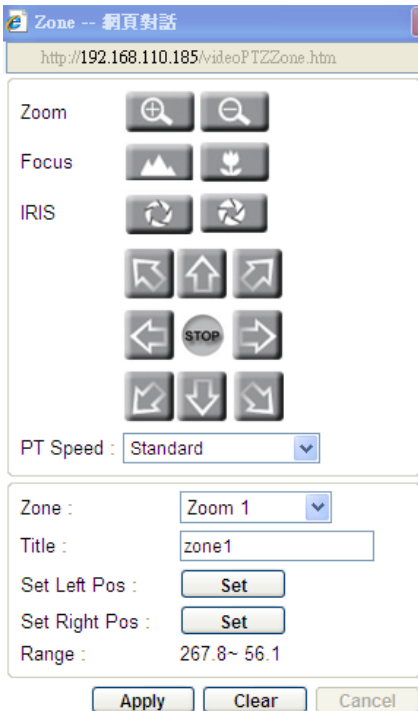 Zone -- 網頁對話
http://192.168.110.185/videoPTZZone.htm
Zoom
Focus
IRIS
STOP
PT Speed : Standard
Zone : Zoom 1
Title : zone1
Set Left Pos : Set
Set Right Pos : Set
Range : 267.8~ 56.1
Apply Clear Cancel